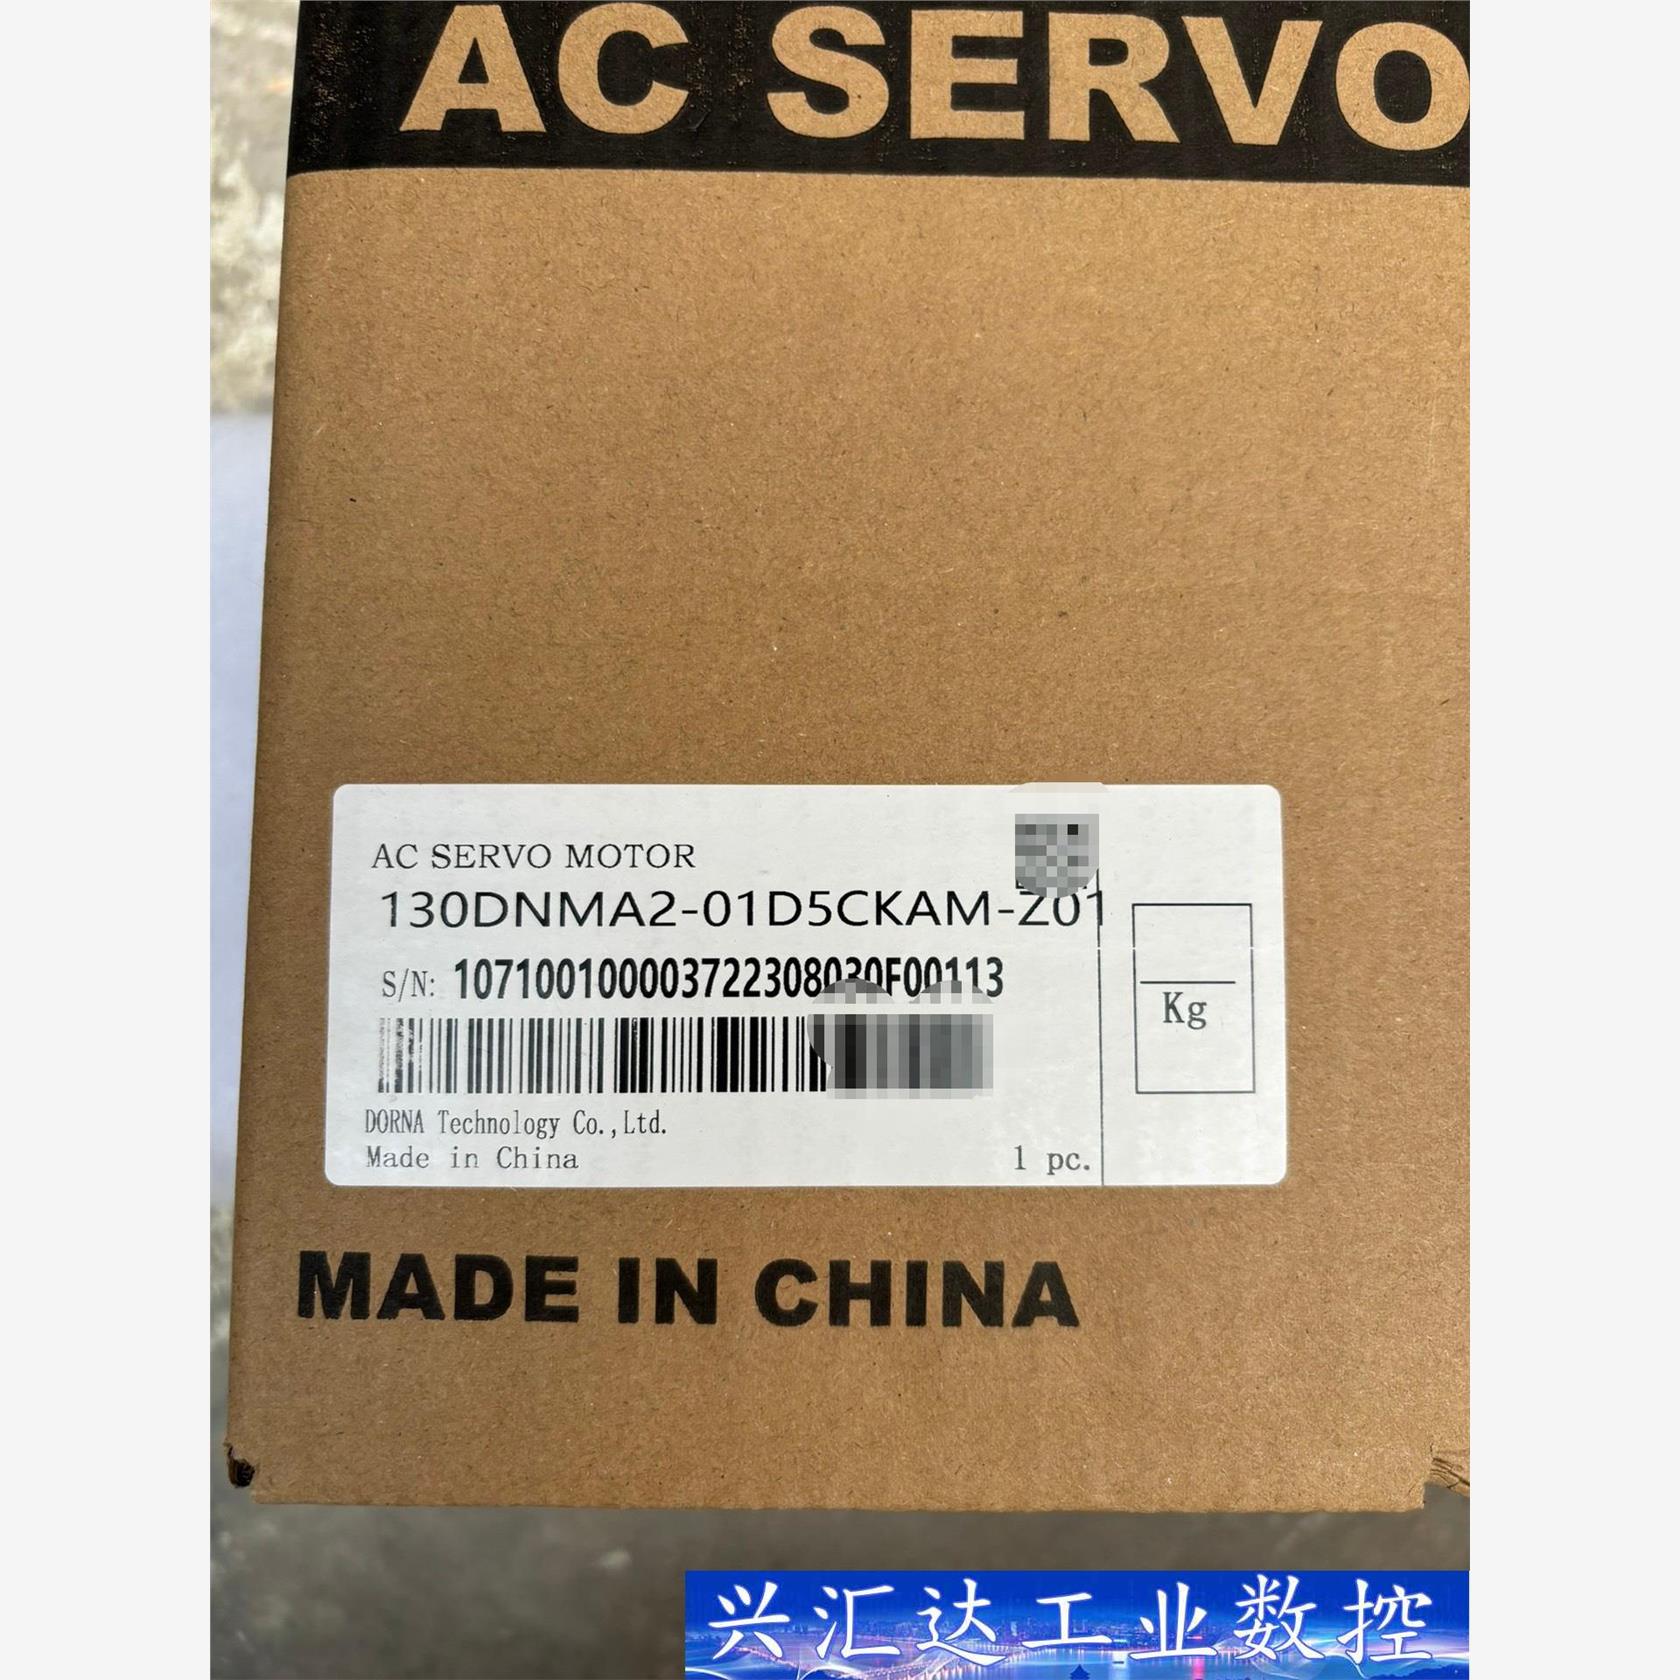 AC SERVO
AC SERVO MOTOR
130DNMA2-01D5CKAM-Z01
S/N: 107100100003722308030F00113
Kg
DORNA Technology Co.,Ltd.
Made in China
1 pc.
MADE IN CHINA
兴汇达工业数控